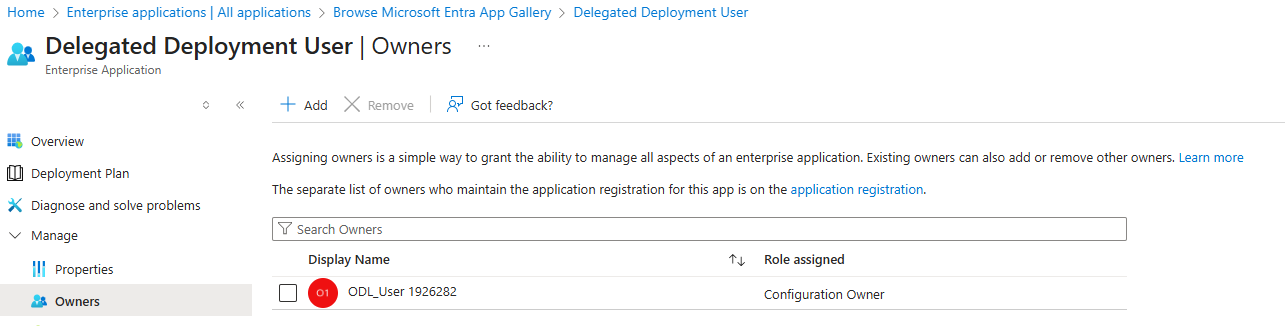 Home > Enterprise applications | All applications > Browse Microsoft Entra App Gallery > Delegated Deployment User
Delegated Deployment User | Owners ...
Enterprise Application
Add Remove Got feedback?
Overview
Deployment Plan
Diagnose and solve problems
Manage
Properties
Owners
Assigning owners is a simple way to grant the ability to manage all aspects of an enterprise application. Existing owners can also add or remove other owners. Learn more
The separate list of owners who maintain the application registration for this app is on the application registration.
Search Owners
Display Name Role assigned
O1 ODL_User 1926282 Configuration Owner